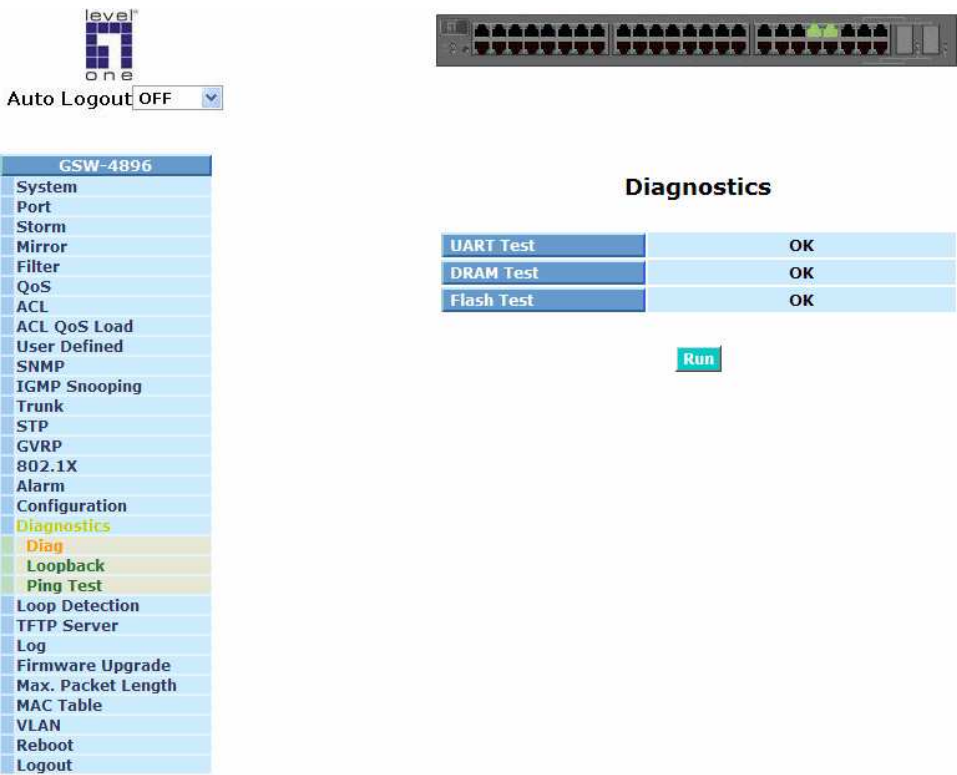 level
one
Auto Logout OFF
GSW-4896
System
Port
Storm
Mirror
Filter
QoS
ACL
ACL QoS Load
User Defined
SNMP
IGMP Snooping
Trunk
STP
GVRP
802.1X
Alarm
Configuration
Diagnostics
Diag
Loopback
Ping Test
Loop Detection
TFTP Server
Log
Firmware Upgrade
Max. Packet Length
MAC Table
VLAN
Reboot
Logout
Diagnostics
UART Test OK
DRAM Test OK
Flash Test OK
Run